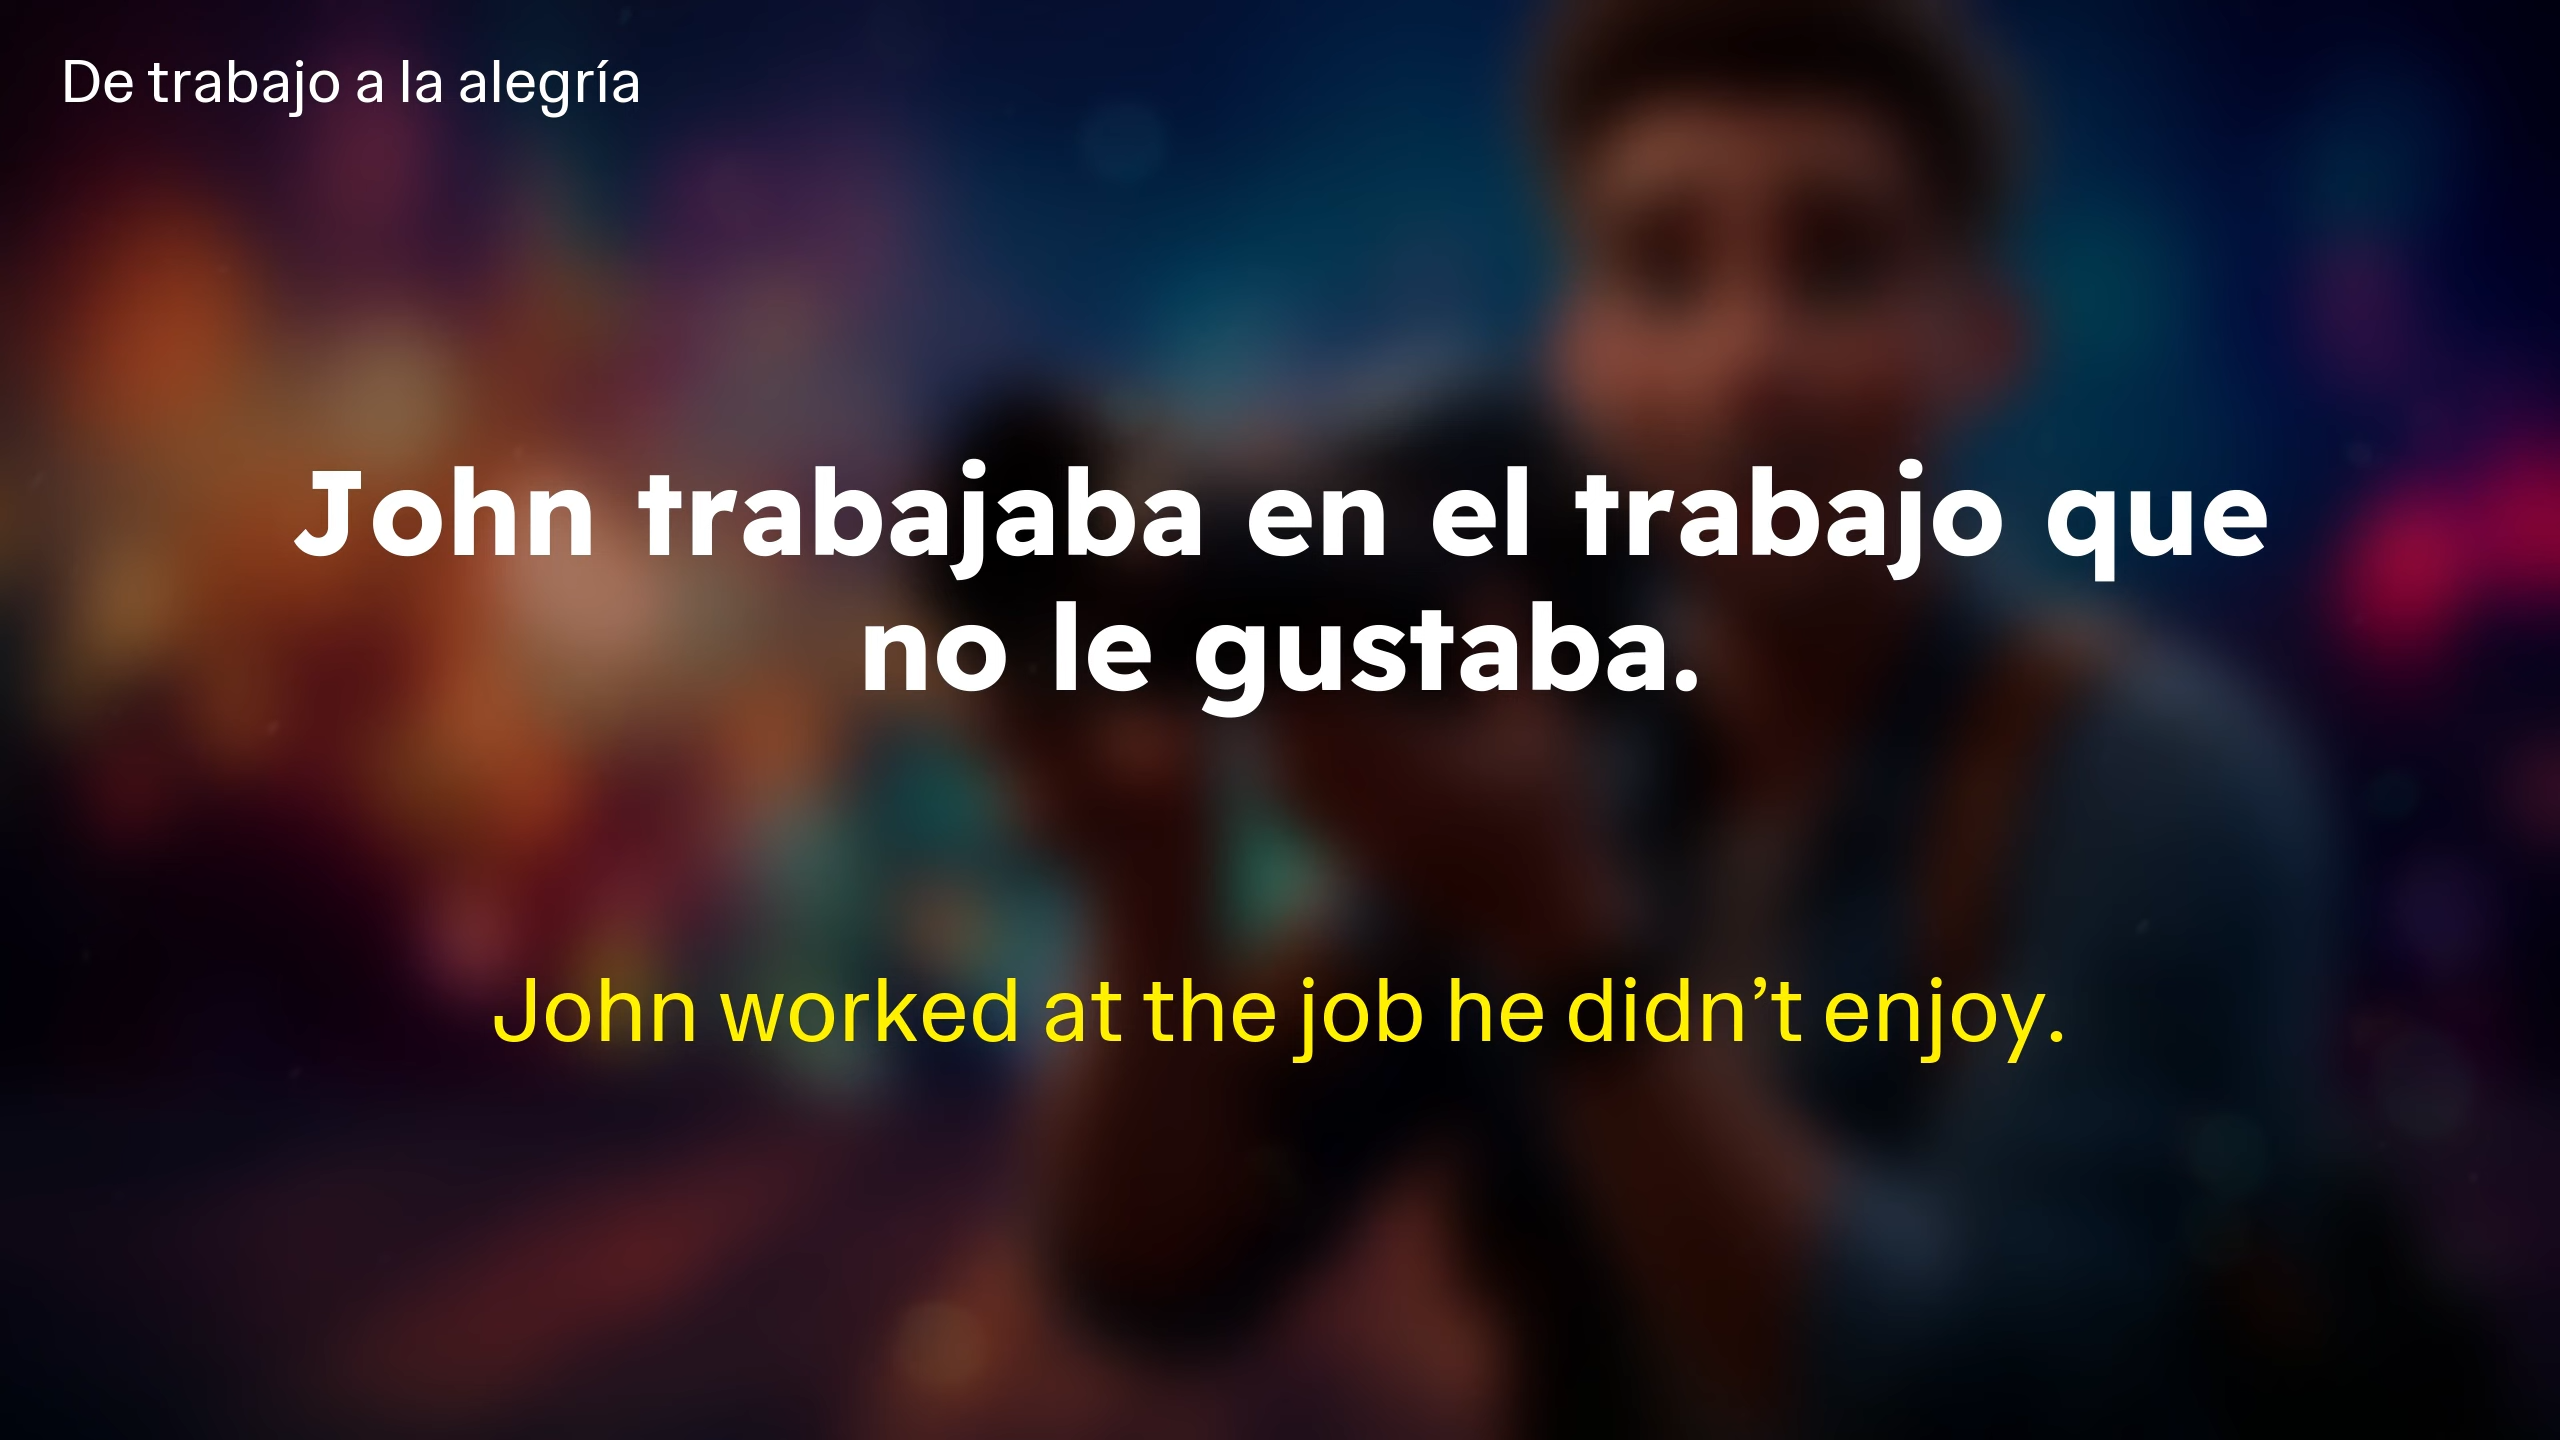 De trabajo a la alegría
John trabajaba en el trabajo que
no le gustaba.
John worked at the job he didn’t enjoy.